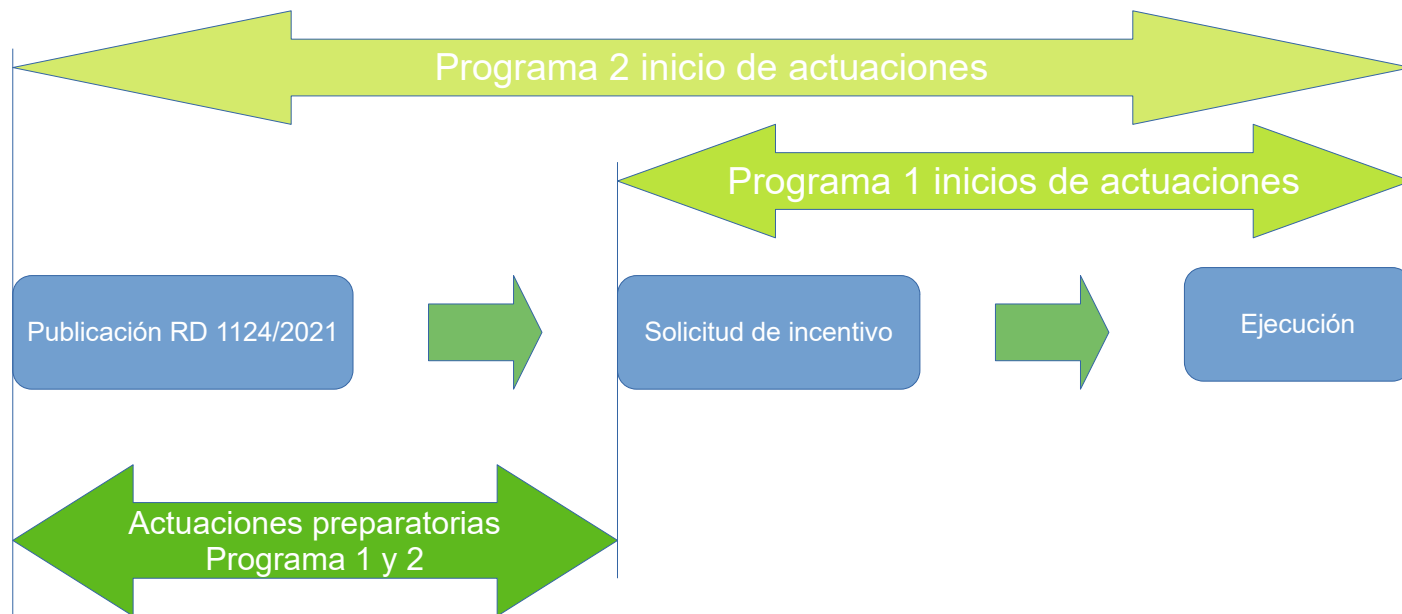 Programa 2 inicio de actuaciones
Programa 1 inicios de actuaciones
Publicación RD 1124/2021
Solicitud de incentivo
Ejecución
Actuaciones preparatorias
Programa 1 y 2